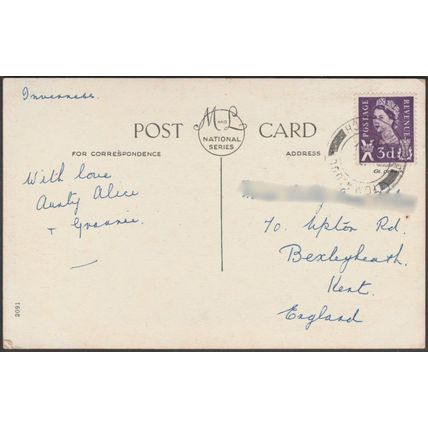 Inverness.
POST CARD
M AND L
NATIONAL
SERIES
FOR CORRESPONDENCE
ADDRESS
POSTAGE
REVENUE
3d
With love
Aunty Alice
+ Grannie.
70. Upton Rd.
Bexleyheath.
Kent.
England
2091